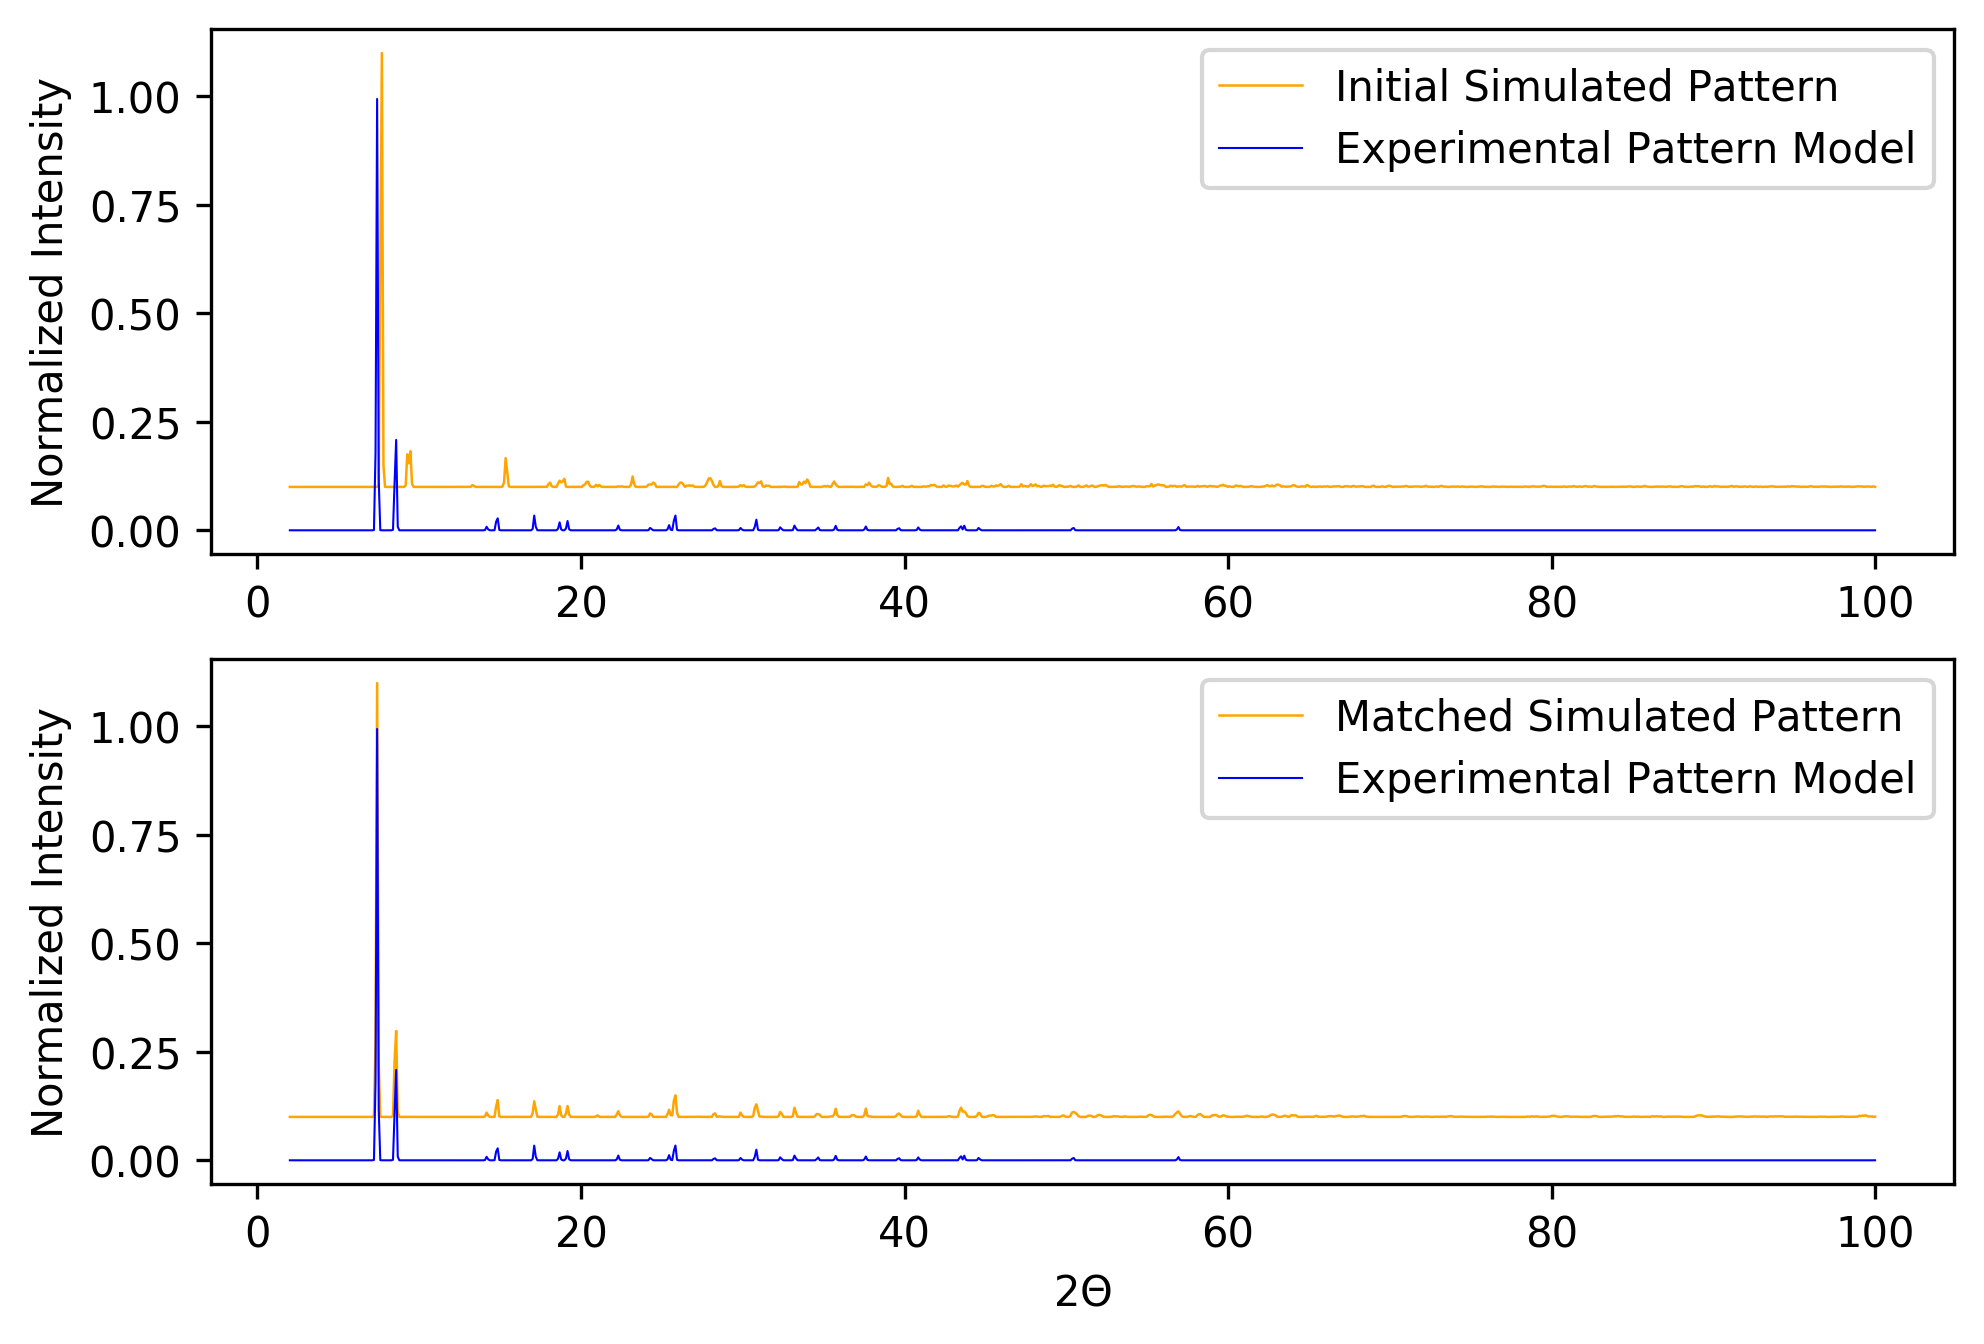 Normalized Intensity
1.00
0.75
0.50
0.25
0.00
Initial Simulated Pattern
Experimental Pattern Model
0 20 40 60 80 100
Normalized Intensity
1.00
0.75
0.50
0.25
0.00
Matched Simulated Pattern
Experimental Pattern Model
0 20 40 60 80 100
2Θ